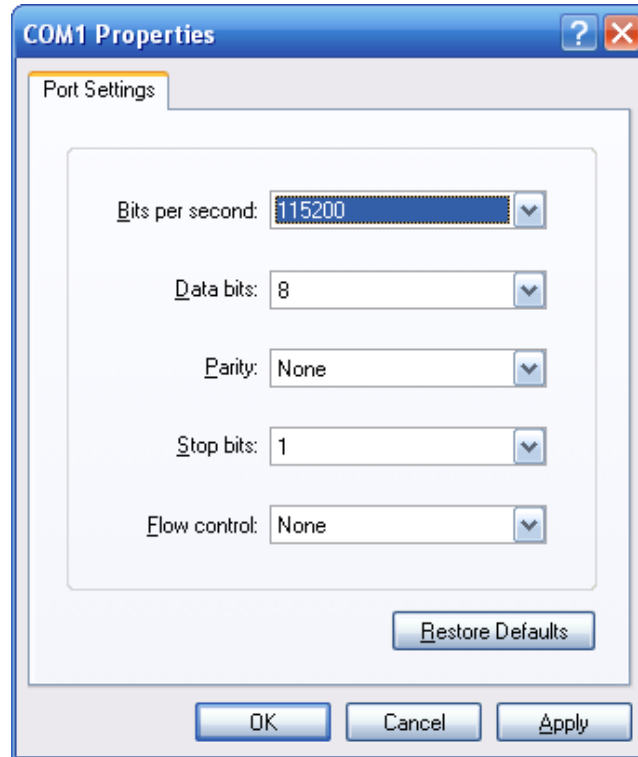 COM1 Properties
Port Settings
Bits per second: 115200
Data bits: 8
Parity: None
Stop bits: 1
Flow control: None
Restore Defaults
OK Cancel Apply